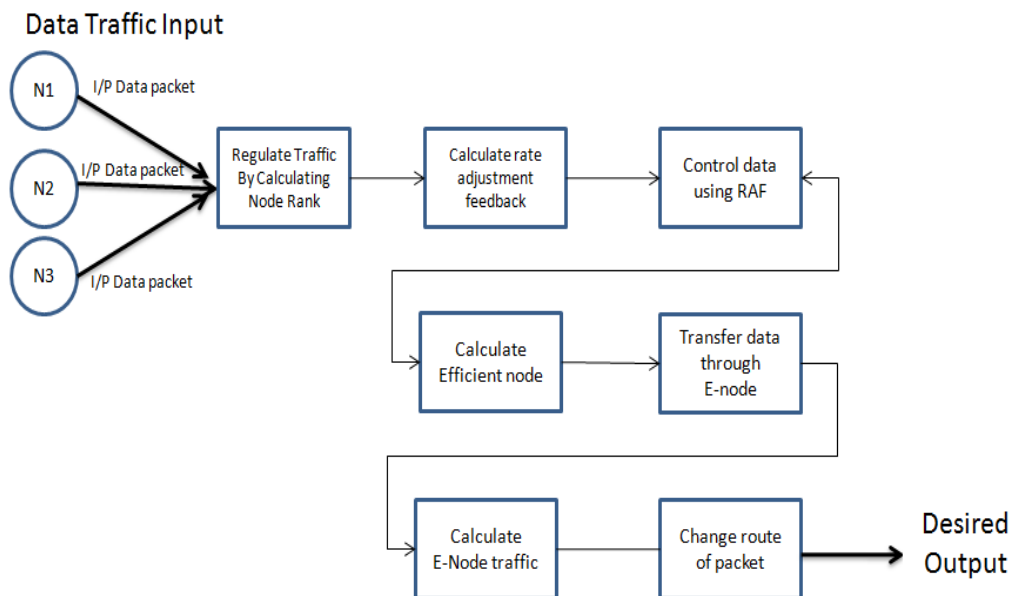 Data Traffic Input
N1
I/P Data packet
N2
I/P Data packet
N3
I/P Data packet
Regulate Traffic
By Calculating
Node Rank
Calculate rate
adjustment
feedback
Control data
using RAF
Calculate
Efficient node
Transfer data
through
E-node
Calculate
E-Node traffic
Change route
of packet
Desired
Output